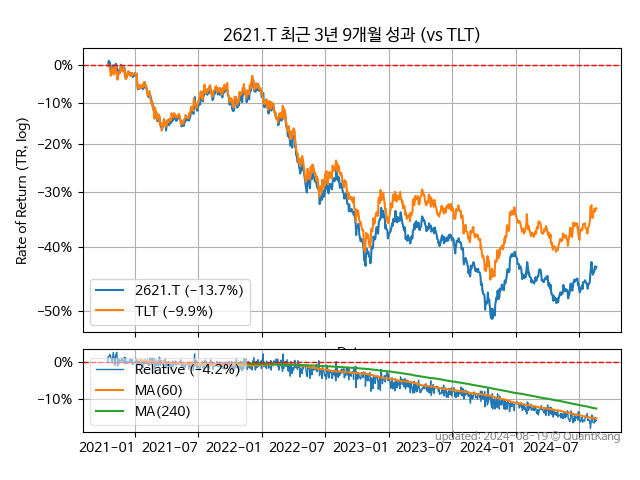 2621.T 최근 3년 9개월 성과 (vs TLT)
Rate of Return (TR, log)
0%
−10%
−20%
−30%
−40%
−50%
2621.T (−13.7%)
TLT (−9.9%)
0%
−10%
Relative (−4.2%)
MA(60)
MA(240)
2021−01 2021−07 2022−01 2022−07 2023−01 2023−07 2024−01 2024−07
updated: 2024−08−19 © QuantKang